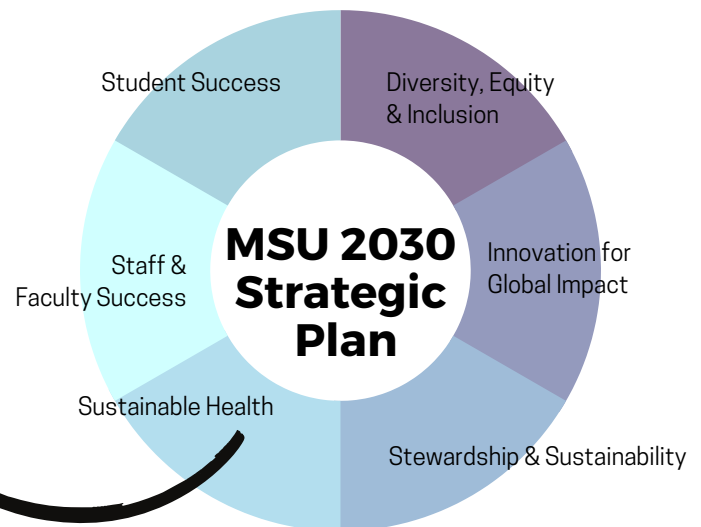 Student Success
Diversity, Equity
& Inclusion
MSU 2030
Strategic
Plan
Innovation for
Global Impact
Staff &
Faculty Success
Sustainable Health
Stewardship & Sustainability